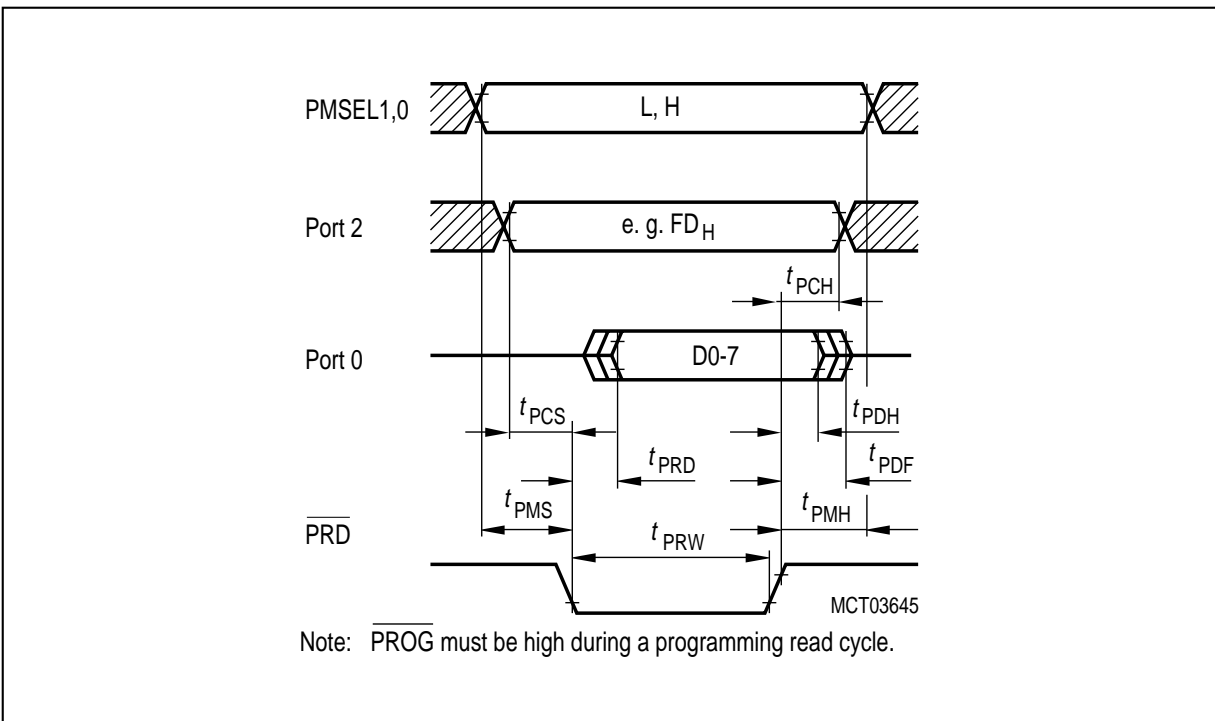 PMSEL1,0
L, H
Port 2
e. g. FDH
tPCH
Port 0
D0-7
tPCS
tPDH
tPRD
tPDF
tPMS
tPMH
PRD
tPRW
MCT03645
Note: PROG must be high during a programming read cycle.